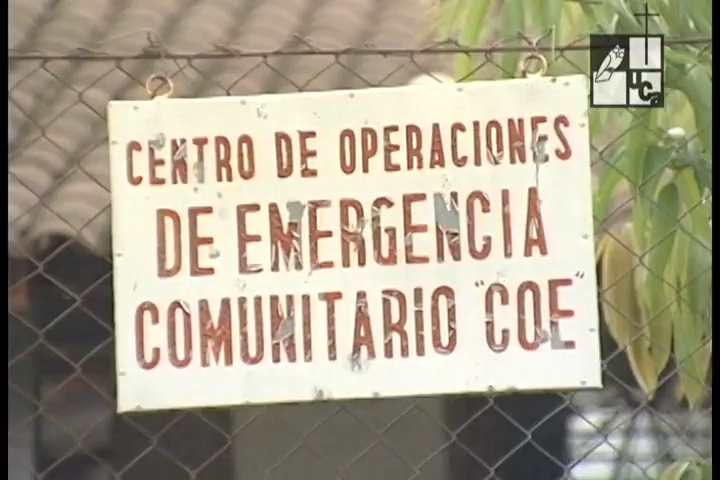 CENTRO DE OPERACIONES
DE EMERGENCIA
COMUNITARIO "COE"
UCa